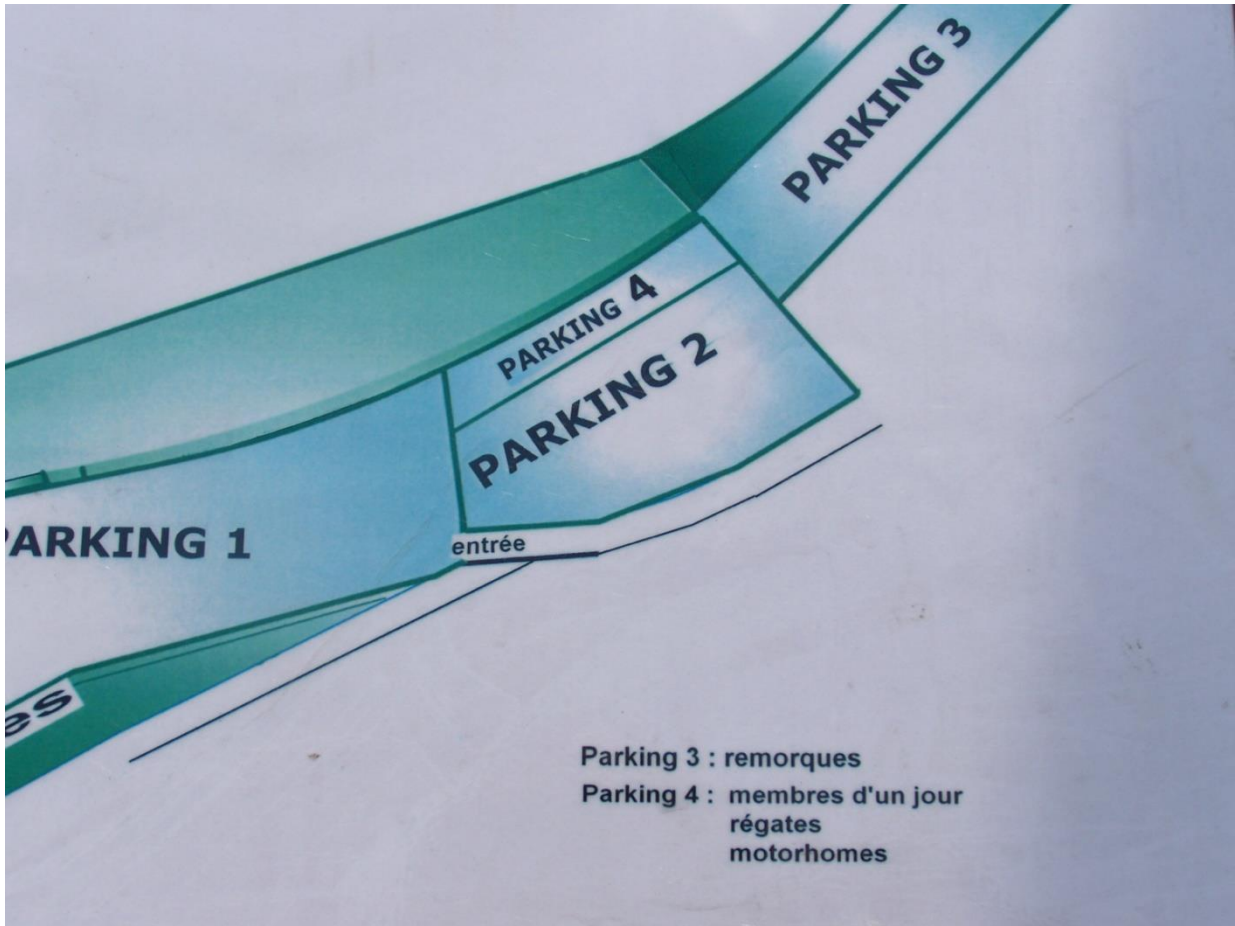 PARKING 3
PARKING 4
PARKING 2
PARKING 1
entrée
es
Parking 3 : remorques
Parking 4 : membres d'un jour
régates
motorhomes